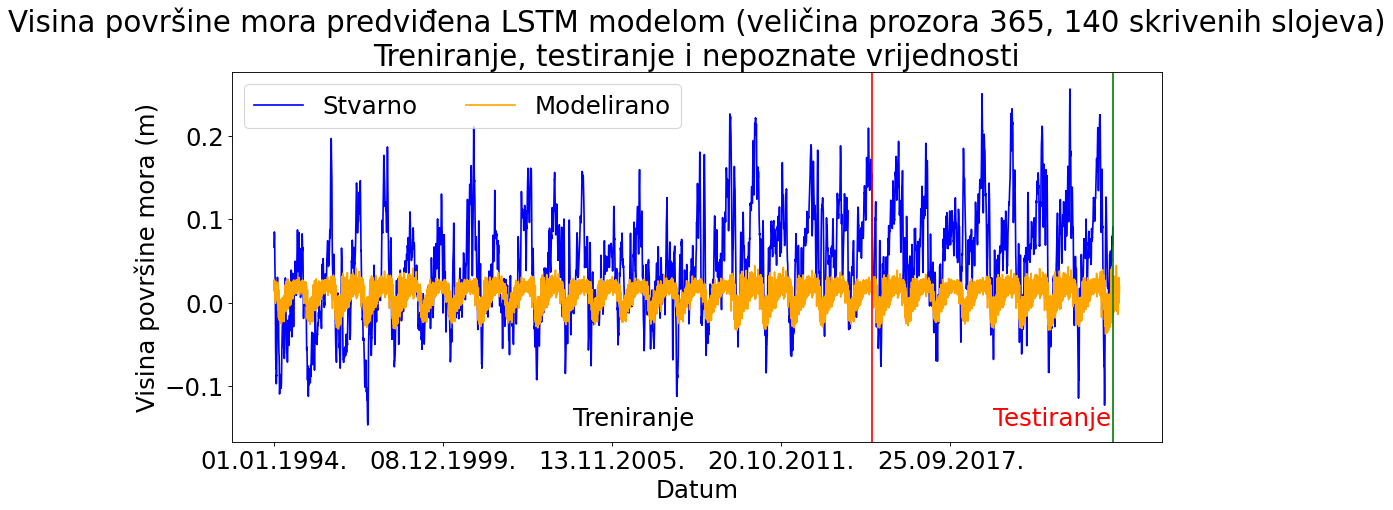 Visina površine mora predviđena LSTM modelom (veličina prozora 365, 140 skrivenih slojeva)
Treniranje, testiranje i nepoznate vrijednosti
Stvarno Modelirano
Visina površine mora (m)
0.2
0.1
0.0
−0.1
Treniranje Testiranje
01.01.1994. 08.12.1999. 13.11.2005. 20.10.2011. 25.09.2017.
Datum